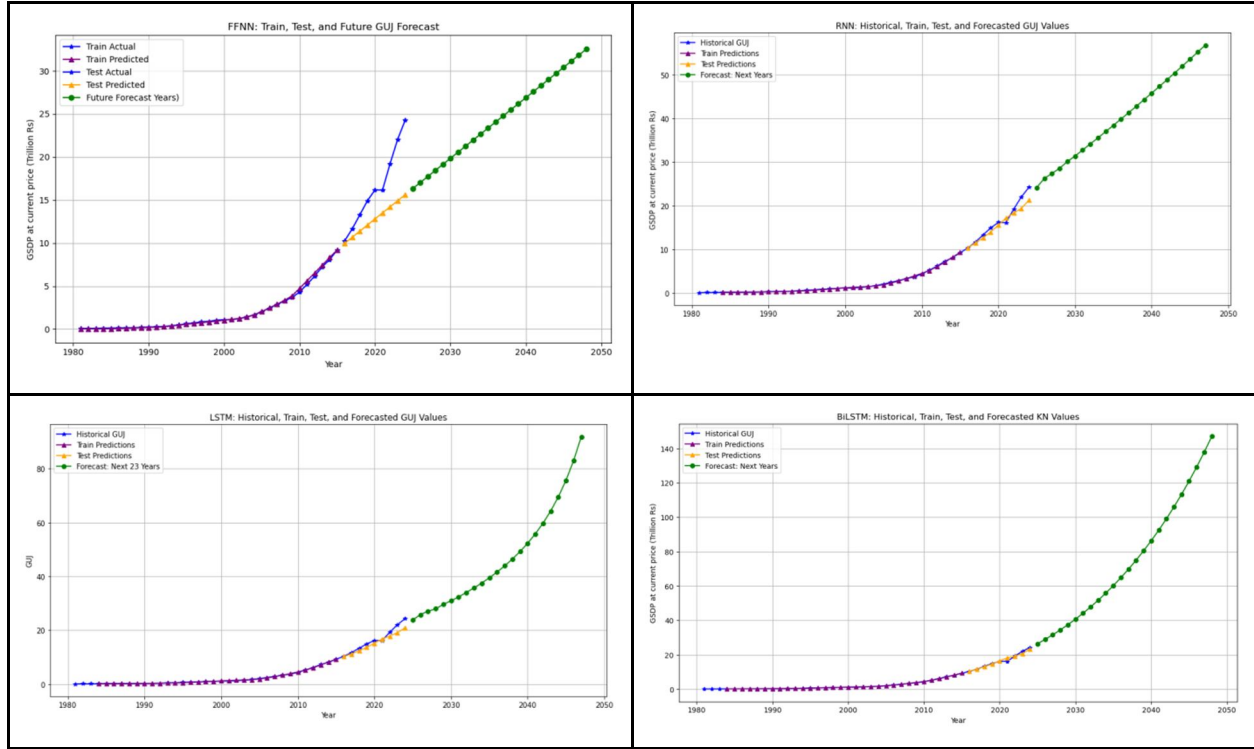 FFNN: Train, Test, and Future GUJ Forecast
Train Actual
Train Predicted
Test Actual
Test Predicted
Future Forecast Years)
GSDP at current price (Trillion Rs)
30
25
20
15
10
5
0
1980 1990 2000 2010 2020 2030 2040 2050
Year
RNN: Historical, Train, Test, and Forecasted GUJ Values
Historical GUJ
Train Predictions
Test Predictions
Forecast: Next Years
GSDP at current price (Trillion Rs)
50
40
30
20
10
0
1980 1990 2000 2010 2020 2030 2040 2050
Year
LSTM: Historical, Train, Test, and Forecasted GUJ Values
Historical GUJ
Train Predictions
Test Predictions
Forecast: Next 23 Years
GUJ
80
60
40
20
0
1980 1990 2000 2010 2020 2030 2040 2050
Year
BiLSTM: Historical, Train, Test, and Forecasted KN Values
Historical GUJ
Train Predictions
Test Predictions
Forecast: Next Years
GSDP at current price (Trillion Rs)
140
120
100
80
60
40
20
0
1980 1990 2000 2010 2020 2030 2040 2050
Year